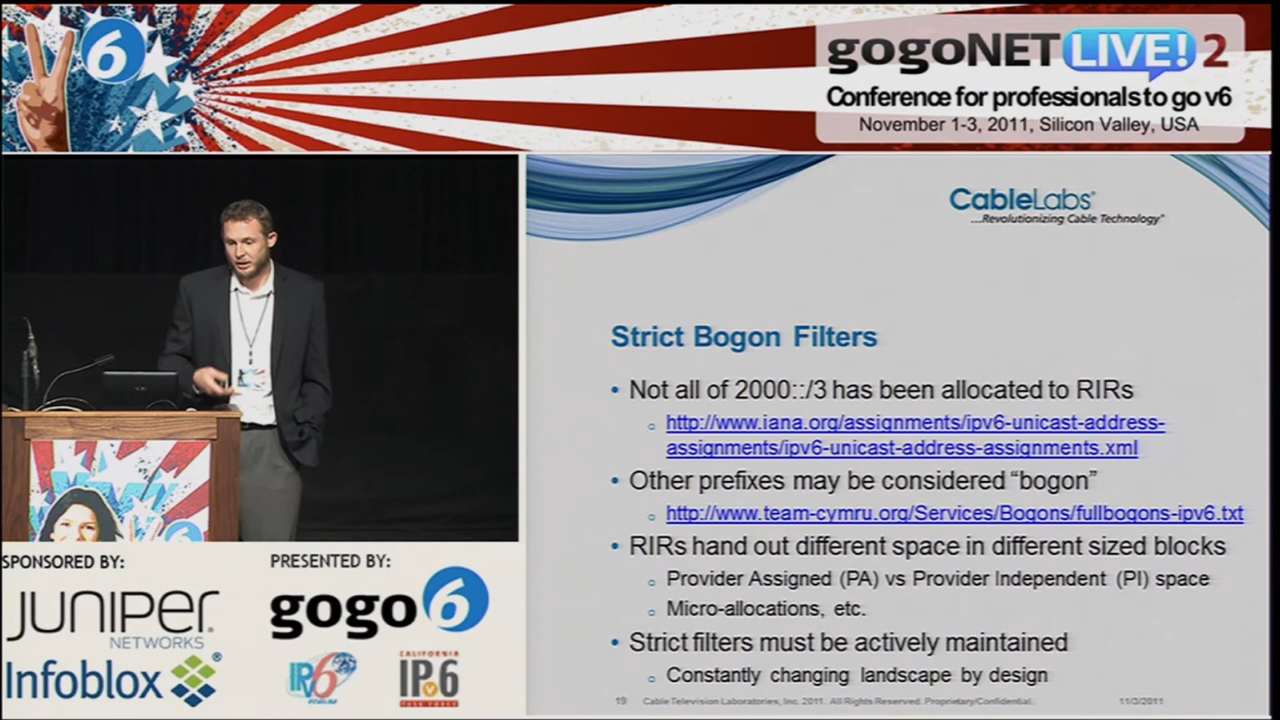 6
gogoNET LIVE! 2
Conference for professionals to go v6
November 1-3, 2011, Silicon Valley, USA
CableLabs®
...Revolutionizing Cable Technology®
Strict Bogon Filters
• Not all of 2000::/3 has been allocated to RIRs
http://www.iana.org/assignments/ipv6-unicast-address-
assignments/ipv6-unicast-address-assignments.xml
• Other prefixes may be considered “bogon”
http://www.team-cymru.org/Services/Bogons/fullbogons-ipv6.txt
• RIRs hand out different space in different sized blocks
Provider Assigned (PA) vs Provider Independent (PI) space
Micro-allocations, etc.
• Strict filters must be actively maintained
Constantly changing landscape by design
19 Cable Television Laboratories, Inc. 2011. All Rights Reserved. Proprietary/Confidential. 11/3/2011
SPONSORED BY:
JUNIPER
NETWORKS
Infoblox
PRESENTED BY:
gogo6
IPV6
FORUM
CALIFORNIA
IPv6
TASK FORCE